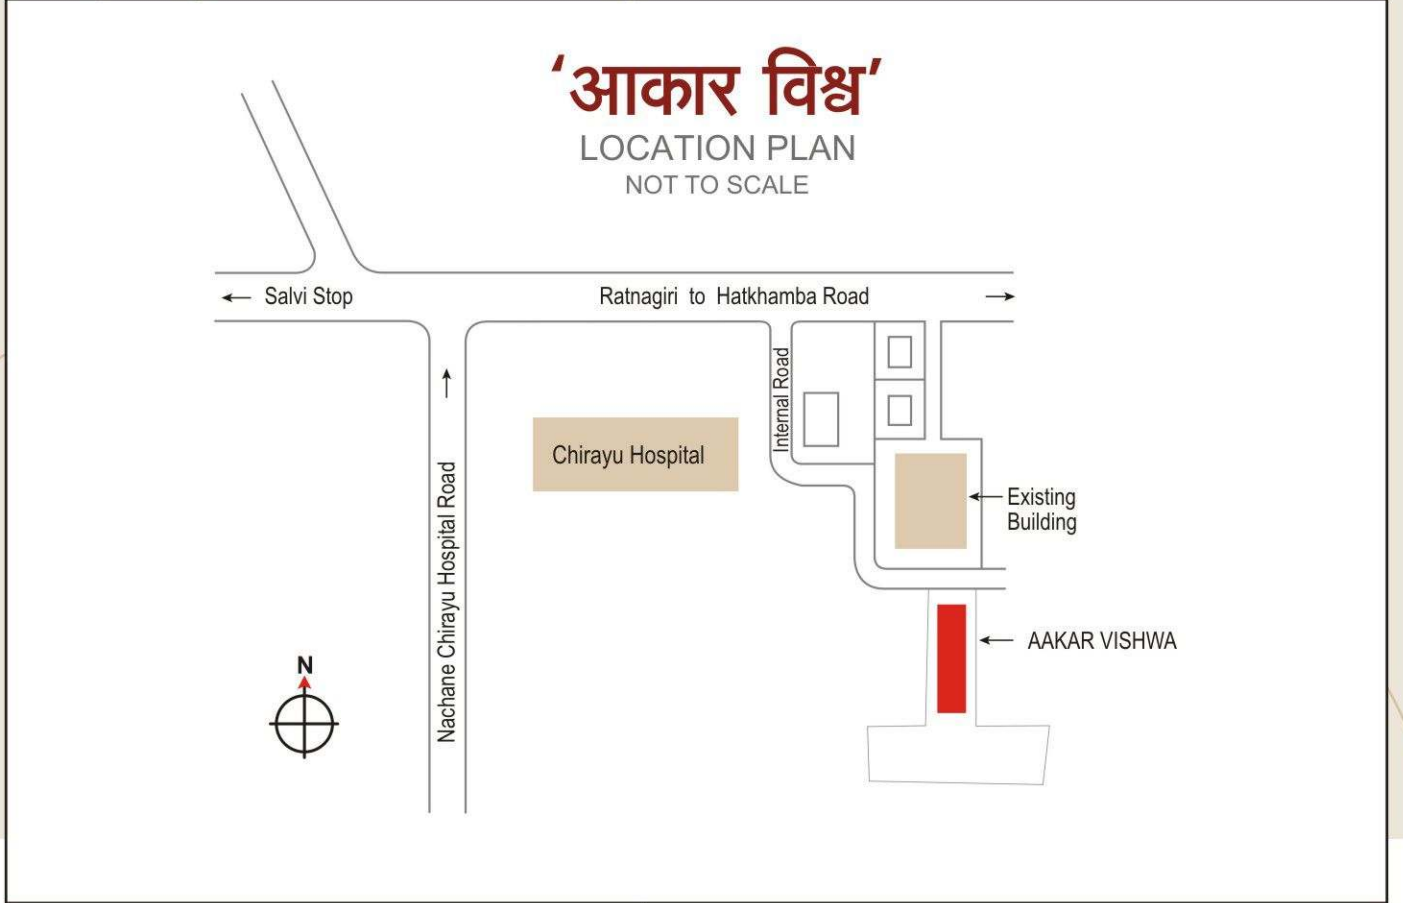 ‘आकार विश्व’
LOCATION PLAN
NOT TO SCALE
Salvi Stop
Ratnagiri to Hatkhamba Road
Internal Road
Chirayu Hospital
Nachane Chirayu Hospital Road
Existing
Building
AAKAR VISHWA
N